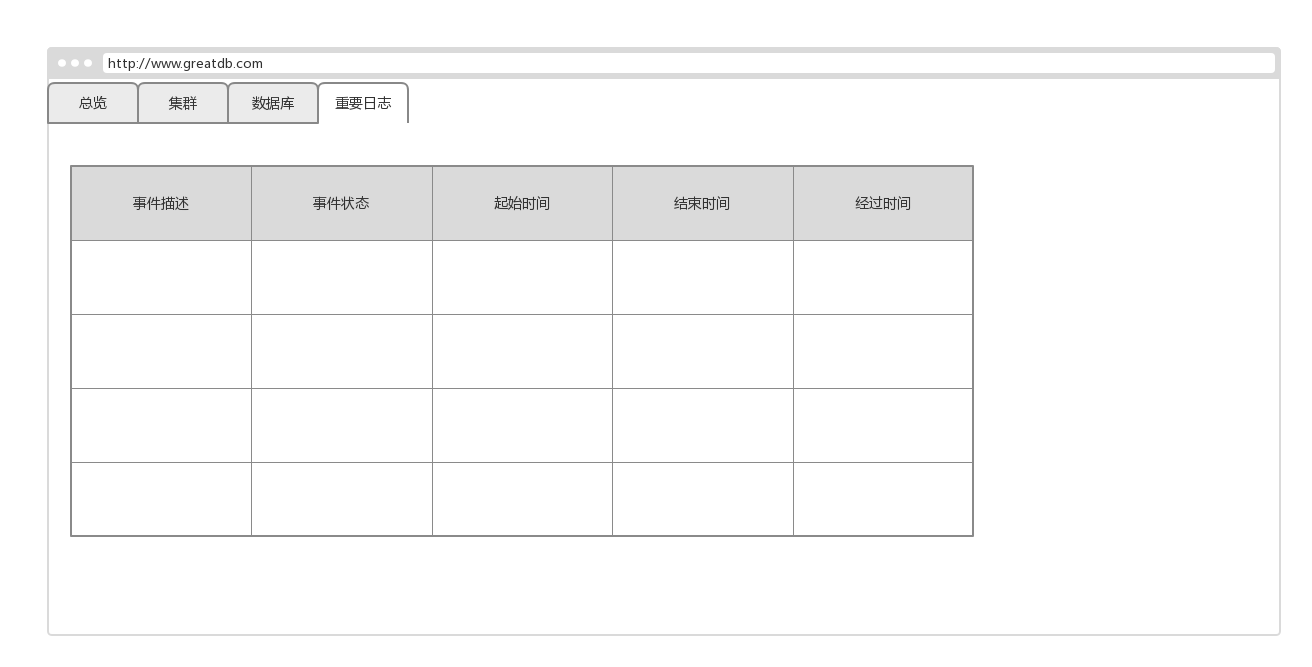 http://www.greatdb.com
总览 集群 数据库 重要日志
事件描述 事件状态 起始时间 结束时间 经过时间